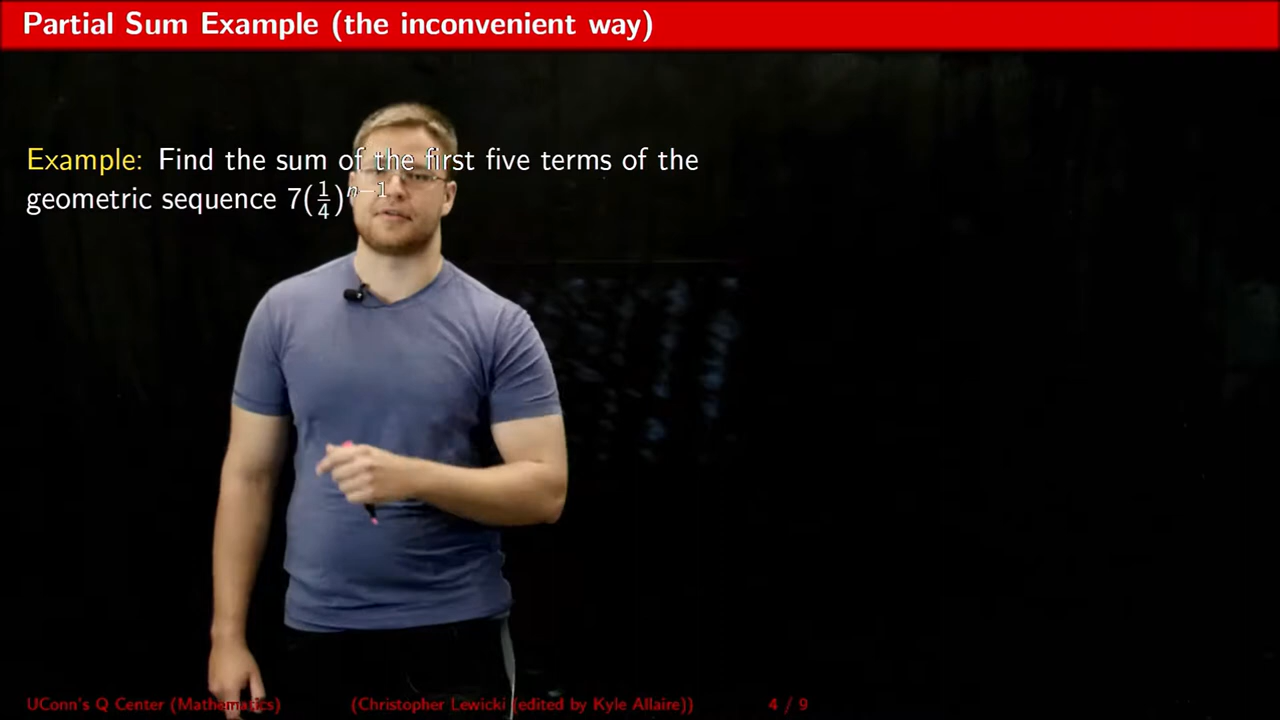 Partial Sum Example (the inconvenient way)
Example: Find the sum of the first five terms of the
geometric sequence 7(1/4)^{n−1}
UConn's Q Center (Mathematics) (Christopher Lewicki (edited by Kyle Allaire)) 4 / 9